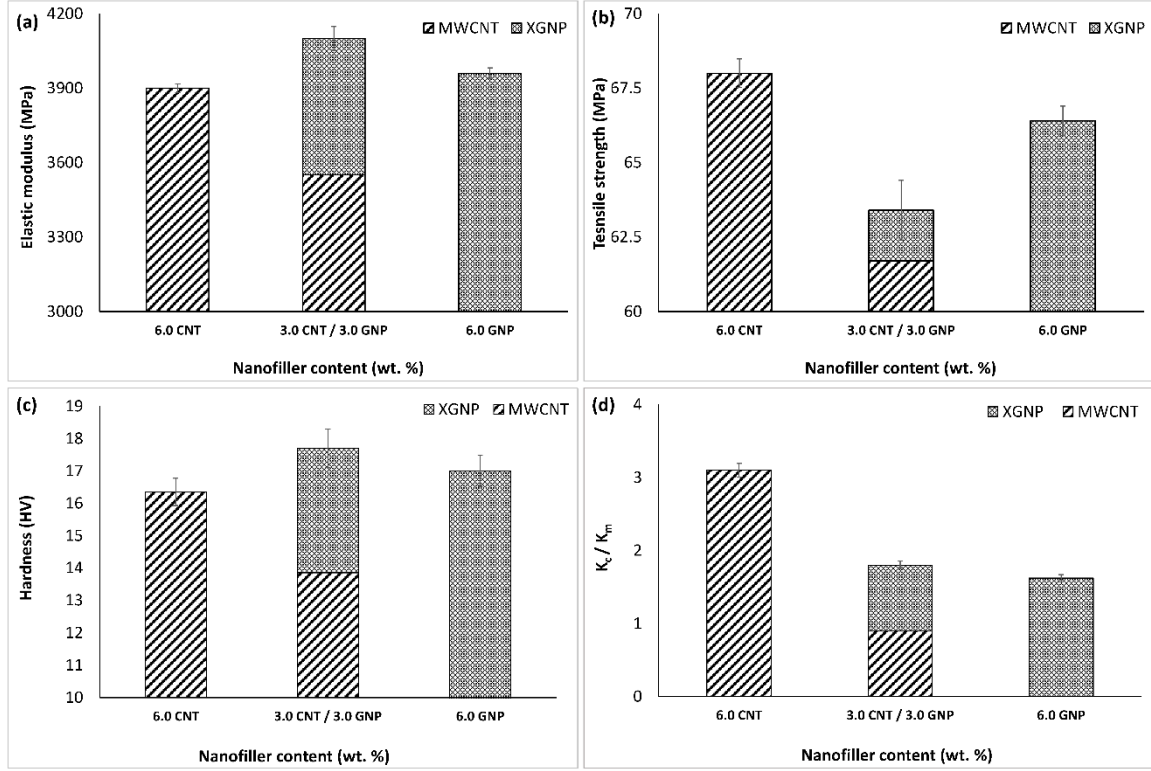 (a)
MWCNT XGNP
Elastic modulus (MPa)
4200
3900
3600
3300
3000
6.0 CNT 3.0 CNT / 3.0 GNP 6.0 GNP
Nanofiller content (wt. %)
(b)
MWCNT XGNP
Tesnsile strength (MPa)
70
67.5
65
62.5
60
6.0 CNT 3.0 CNT / 3.0 GNP 6.0 GNP
Nanofiller content (wt. %)
(c)
XGNP MWCNT
Hardness (HV)
19
18
17
16
15
14
13
12
11
10
6.0 CNT 3.0 CNT / 3.0 GNP 6.0 GNP
Nanofiller content (wt. %)
(d)
XGNP MWCNT
Kc / Km
4
3
2
1
0
6.0 CNT 3.0 CNT / 3.0 GNP 6.0 GNP
Nanofiller content (wt. %)